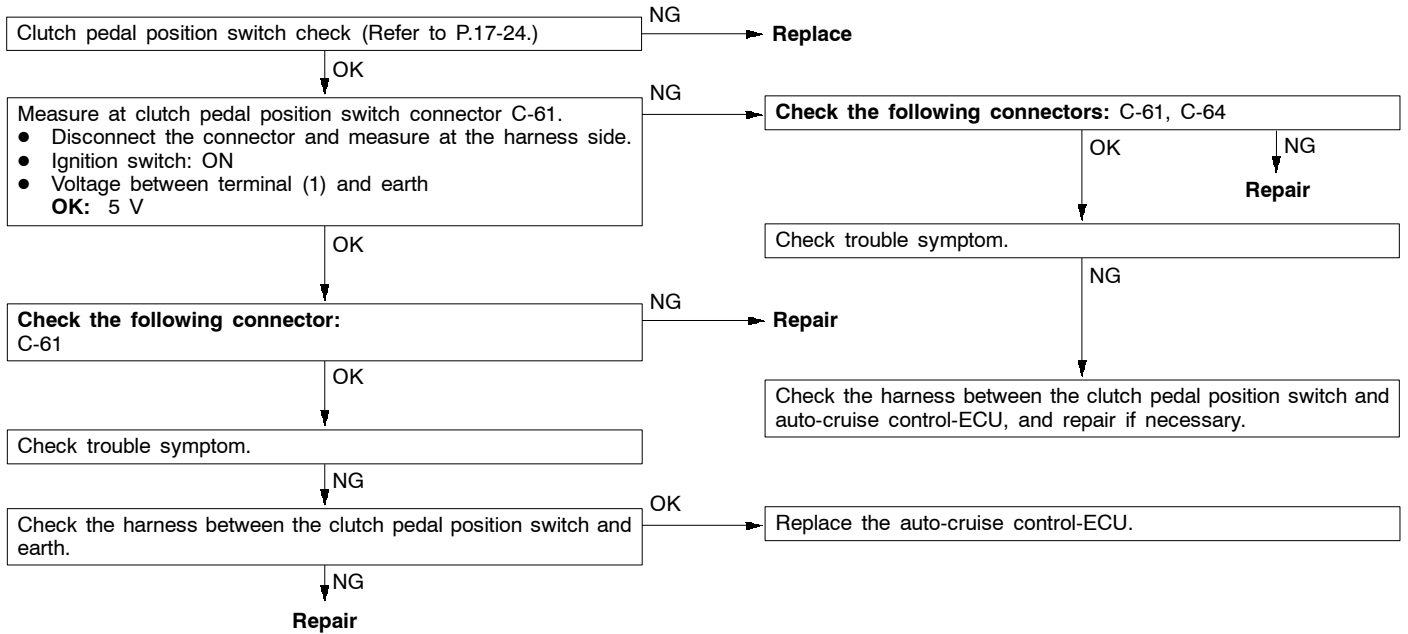 Clutch pedal position switch check (Refer to P.17-24.)
NG
Replace
OK
Measure at clutch pedal position switch connector C-61.
● Disconnect the connector and measure at the harness side.
● Ignition switch: ON
● Voltage between terminal (1) and earth
OK: 5 V
NG
Check the following connectors: C-61, C-64
OK
NG
Repair
Check trouble symptom.
NG
Check the harness between the clutch pedal position switch and
auto-cruise control-ECU, and repair if necessary.
OK
Check the following connector:
C-61
NG
Repair
OK
Check trouble symptom.
NG
Check the harness between the clutch pedal position switch and
earth.
OK
Replace the auto-cruise control-ECU.
NG
Repair